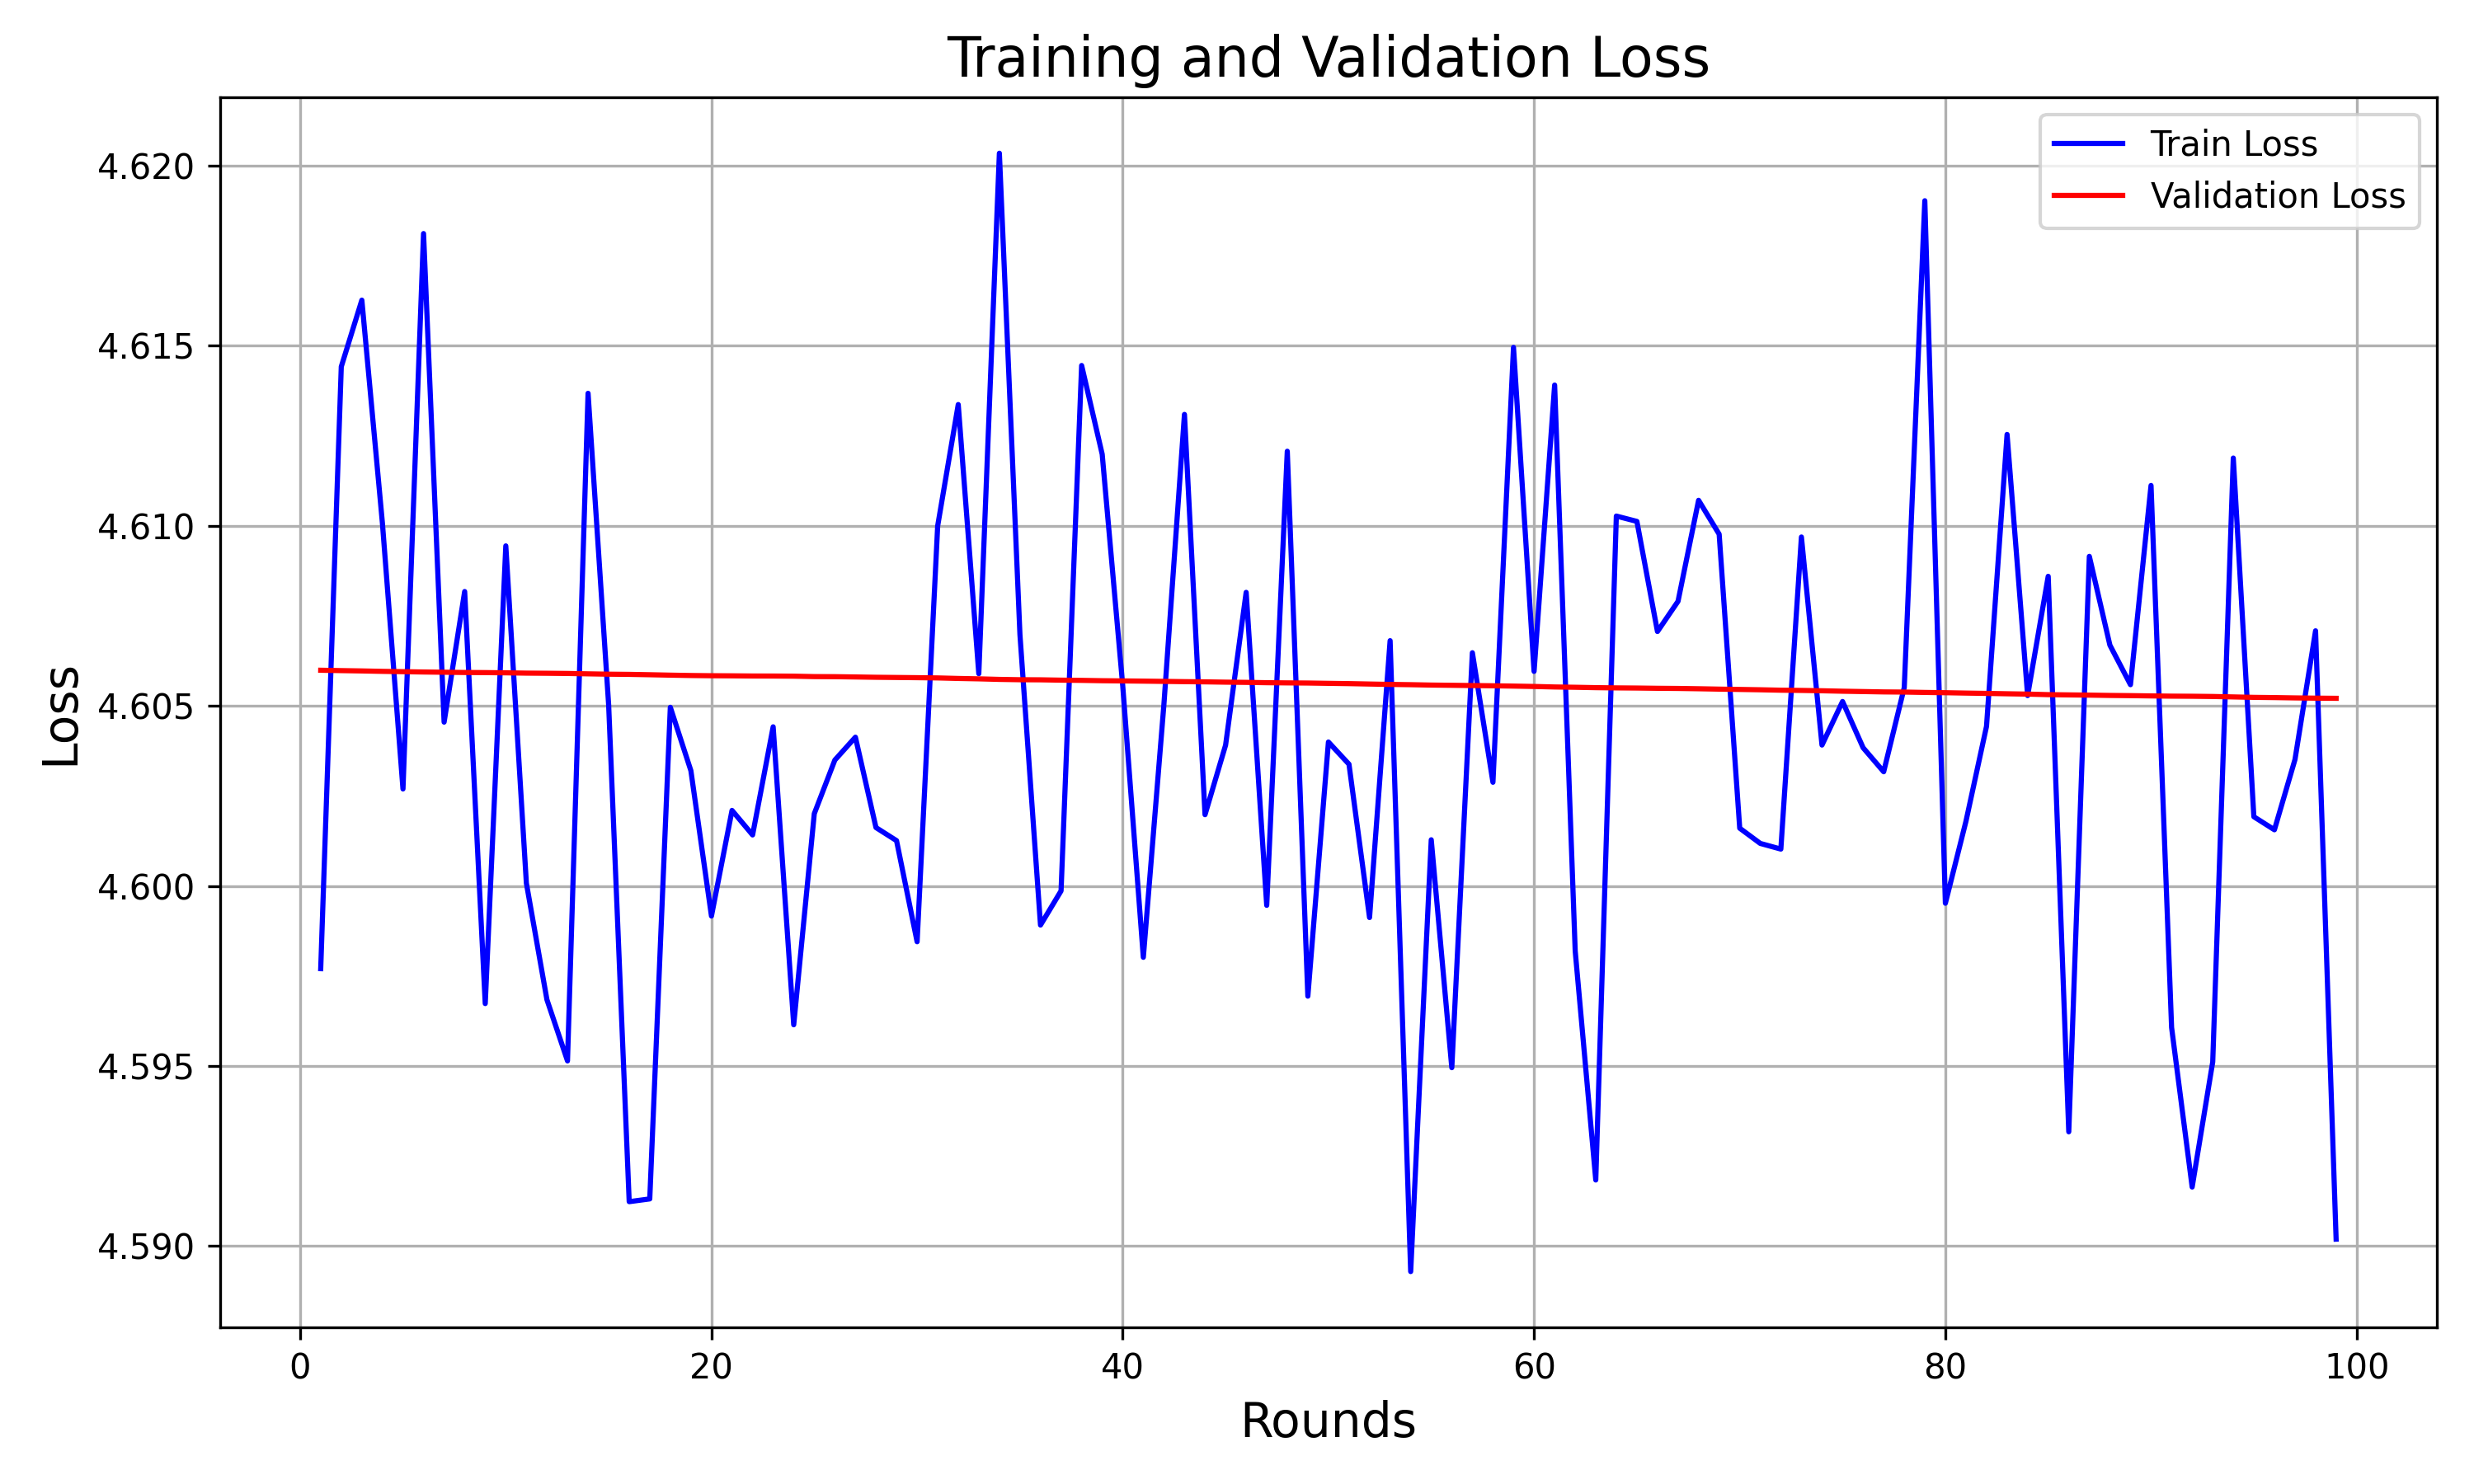 Training and Validation Loss
Train Loss
Validation Loss
4.620
4.615
4.610
4.605
4.600
4.595
4.590
Loss
0 20 40 60 80 100
Rounds